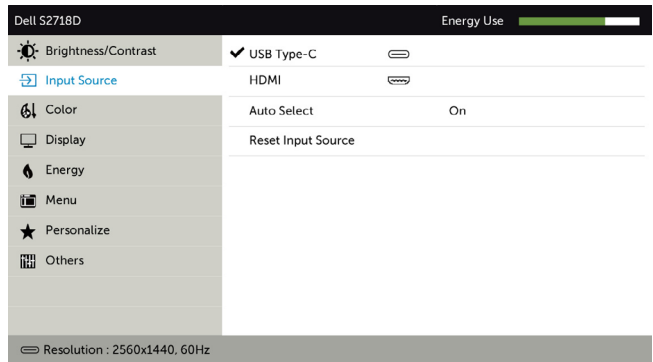 Dell S2718D Energy Use
Brightness/Contrast
Input Source
Color
Display
Energy
Menu
Personalize
Others
USB Type-C
HDMI
Auto Select On
Reset Input Source
Resolution : 2560x1440, 60Hz